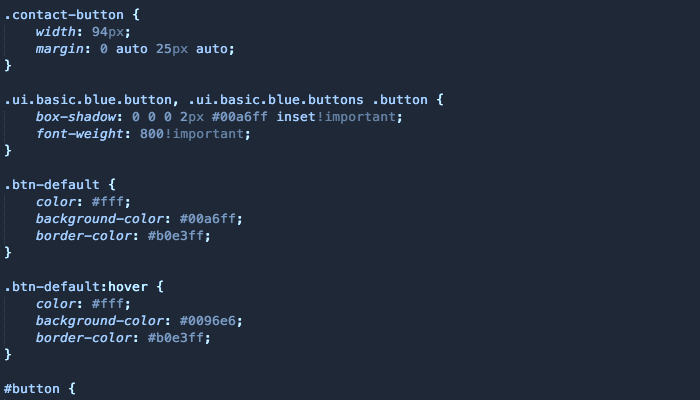 .contact-button {
    width: 94px;
    margin: 0 auto 25px auto;
}

.ui.basic.blue.button, .ui.basic.blue.buttons .button {
    box-shadow: 0 0 0 2px #00a6ff inset!important;
    font-weight: 800!important;
}

.btn-default {
    color: #fff;
    background-color: #00a6ff;
    border-color: #b0e3ff;
}

.btn-default:hover {
    color: #fff;
    background-color: #0096e6;
    border-color: #b0e3ff;
}

#button {